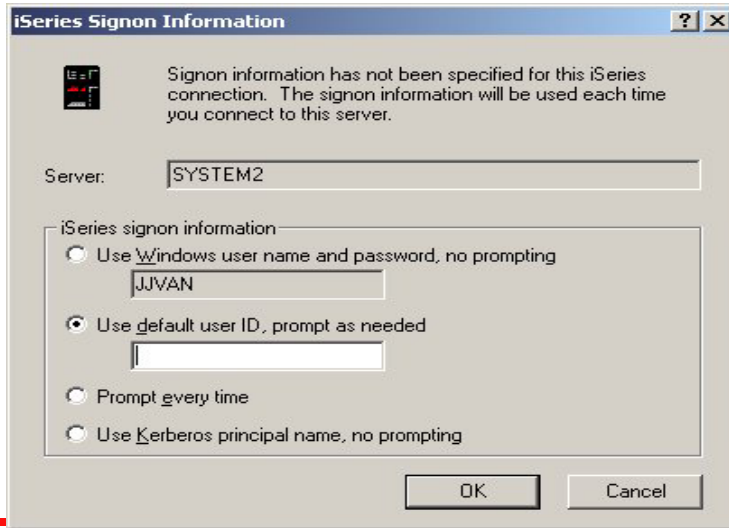 iSeries Signon Information
Signon information has not been specified for this iSeries
connection. The signon information will be used each time
you connect to this server.
Server: SYSTEM2
iSeries signon information
Use Windows user name and password, no prompting
JJVAN
Use default user ID, prompt as needed
Prompt every time
Use Kerberos principal name, no prompting
OK Cancel